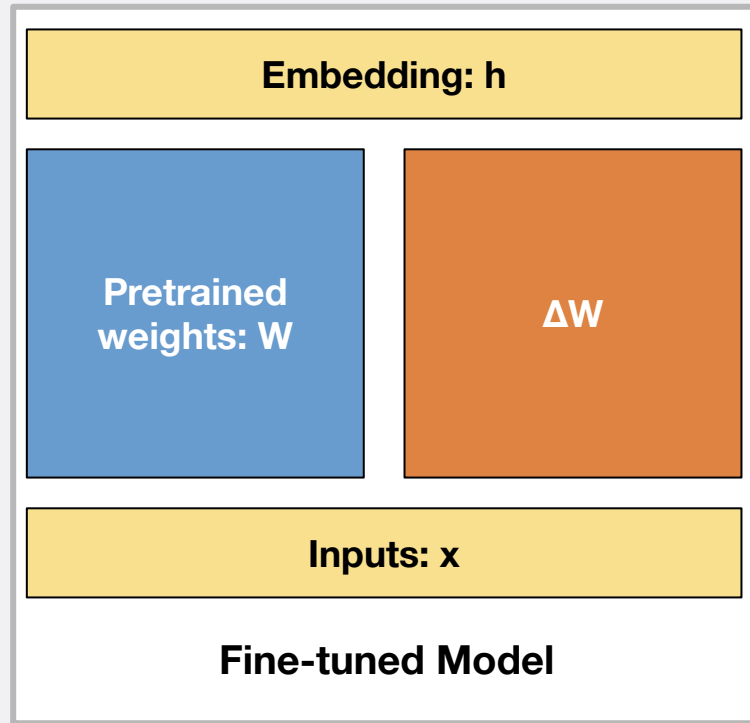 Embedding: h
Pretrained
weights: W
ΔW
Inputs: x
Fine-tuned Model